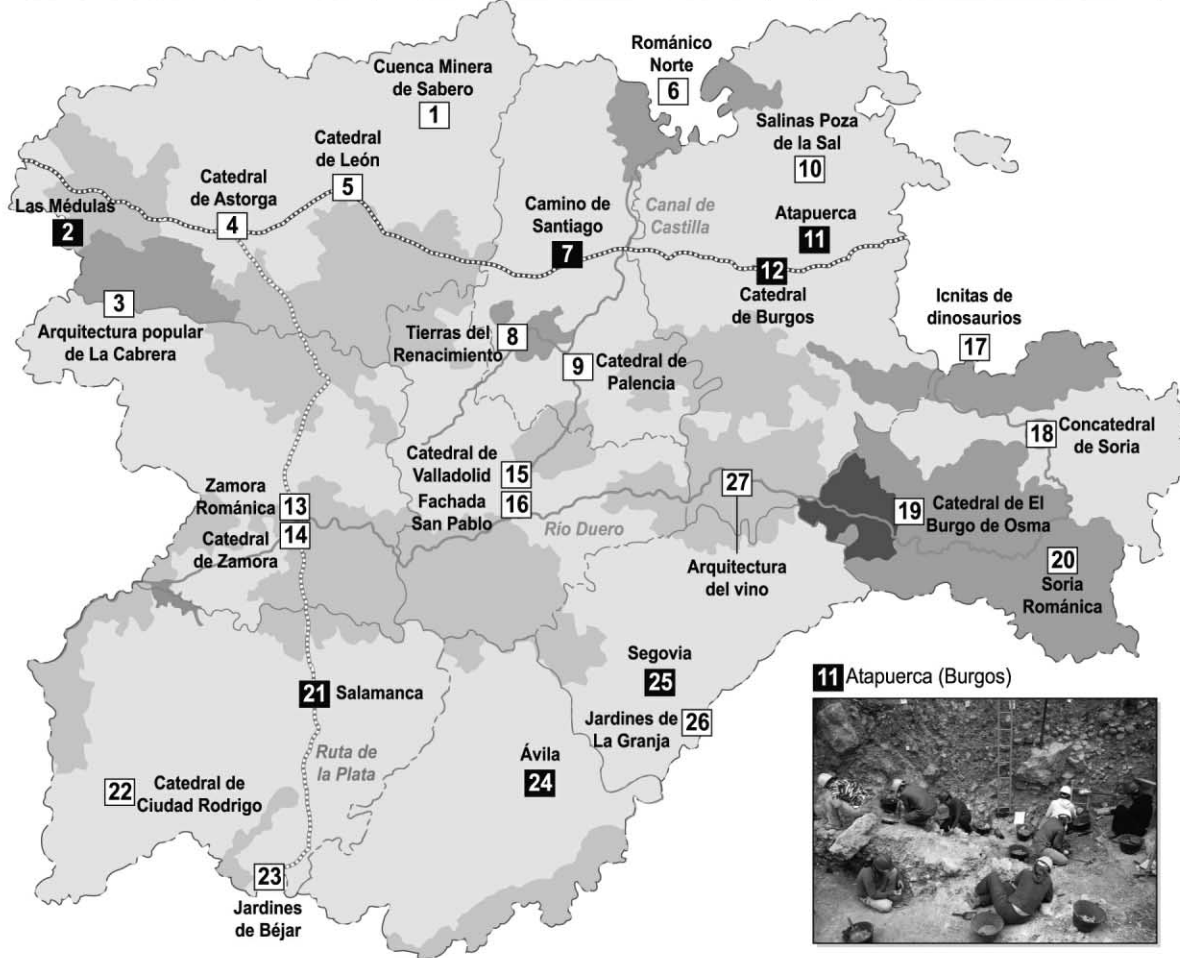 Cuenca Minera
de Sabero
1
Románico
Norte
6
Salinas Poza
de la Sal
10
Catedral
de León
5
Catedral
de Astorga
4
Las Médulas
2
Camino de
Santiago
7
Canal de
Castilla
Atapuerca
11
12
Catedral
de Burgos
3
Arquitectura popular
de La Cabrera
Tierras del
Renacimiento
8
9
Catedral de
Palencia
Icnitas de
dinosaurios
17
18
Concatedral
de Soria
Catedral de
Valladolid
15
Fachada
San Pablo
16
Zamora
Románica
13
14
Catedral
de Zamora
Río Duero
27
Arquitectura
del vino
19
Catedral de El
Burgo de Osma
20
Soria
Románica
21
Salamanca
Ruta de
la Plata
Segovia
25
Jardines de
La Granja
26
Ávila
24
22
Catedral de
Ciudad Rodrigo
23
Jardines
de Béjar
11 Atapuerca (Burgos)